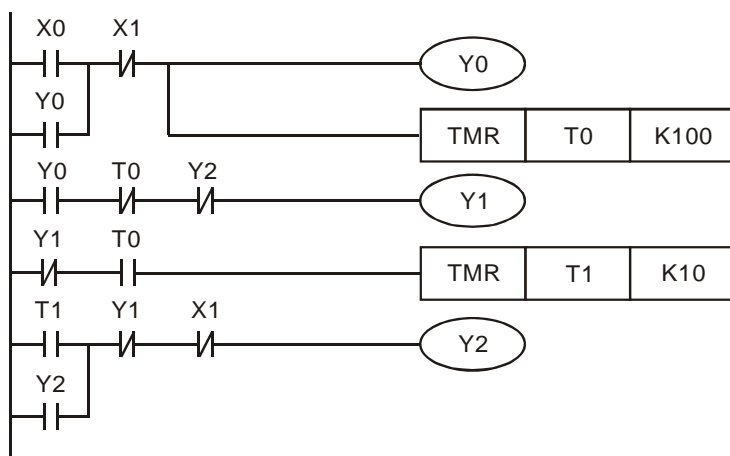 X0 X1
Y0
Y0
TMR T0 K100
Y0 T0 Y2
Y1
Y1 T0
TMR T1 K10
T1 Y1 X1
Y2
Y2